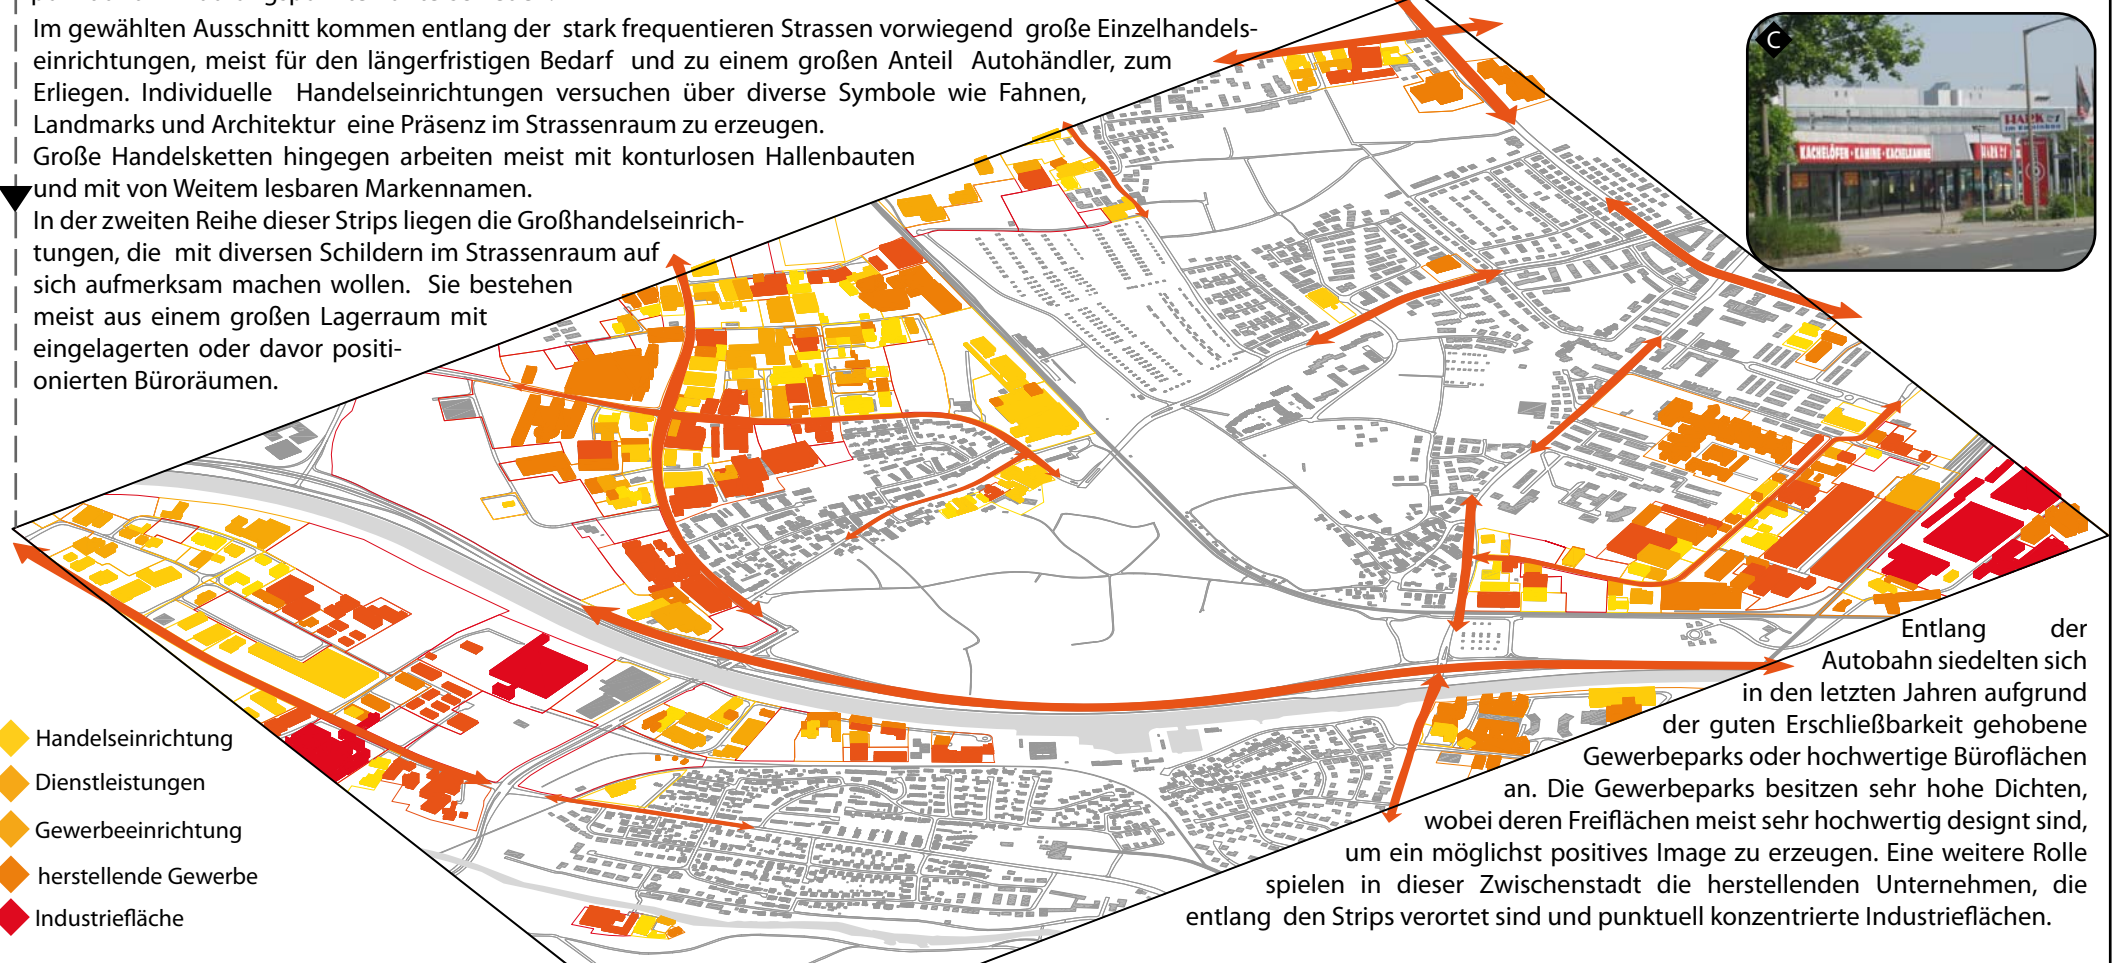 Im gewählten Ausschnitt kommen entlang der stark frequentieren Strassen vorwiegend große Einzelhandels-
einrichtungen, meist für den längerfristigen Bedarf und zu einem großen Anteil Autohändler, zum
Erliegen. Individuelle Handelseinrichtungen versuchen über diverse Symbole wie Fahnen,
Landmarks und Architektur eine Präsenz im Strassenraum zu erzeugen.
Große Handelsketten hingegen arbeiten meist mit konturlosen Hallenbauten
und mit von Weitem lesbaren Markennamen.
In der zweiten Reihe dieser Strips liegen die Großhandelseinrich-
tungen, die mit diversen Schildern im Strassenraum auf
sich aufmerksam machen wollen. Sie bestehen
meist aus einem großen Lagerraum mit
eingelagerten oder davor positi-
onierten Büroräumen.
C
KACHELÖFEN · KAMINE · KACHELKAMINE
HARK
Handelseinrichtung
Dienstleistungen
Gewerbeeinrichtung
herstellende Gewerbe
Industriefläche
Entlang der
Autobahn siedelten sich
in den letzten Jahren aufgrund
der guten Erschließbarkeit gehobene
Gewerbeparks oder hochwertige Büroflächen
an. Die Gewerbeparks besitzen sehr hohe Dichten,
wobei deren Freiflächen meist sehr hochwertig designt sind,
um ein möglichst positives Image zu erzeugen. Eine weitere Rolle
spielen in dieser Zwischenstadt die herstellenden Unternehmen, die
entlang den Strips verortet sind und punktuell konzentrierte Industrieflächen.